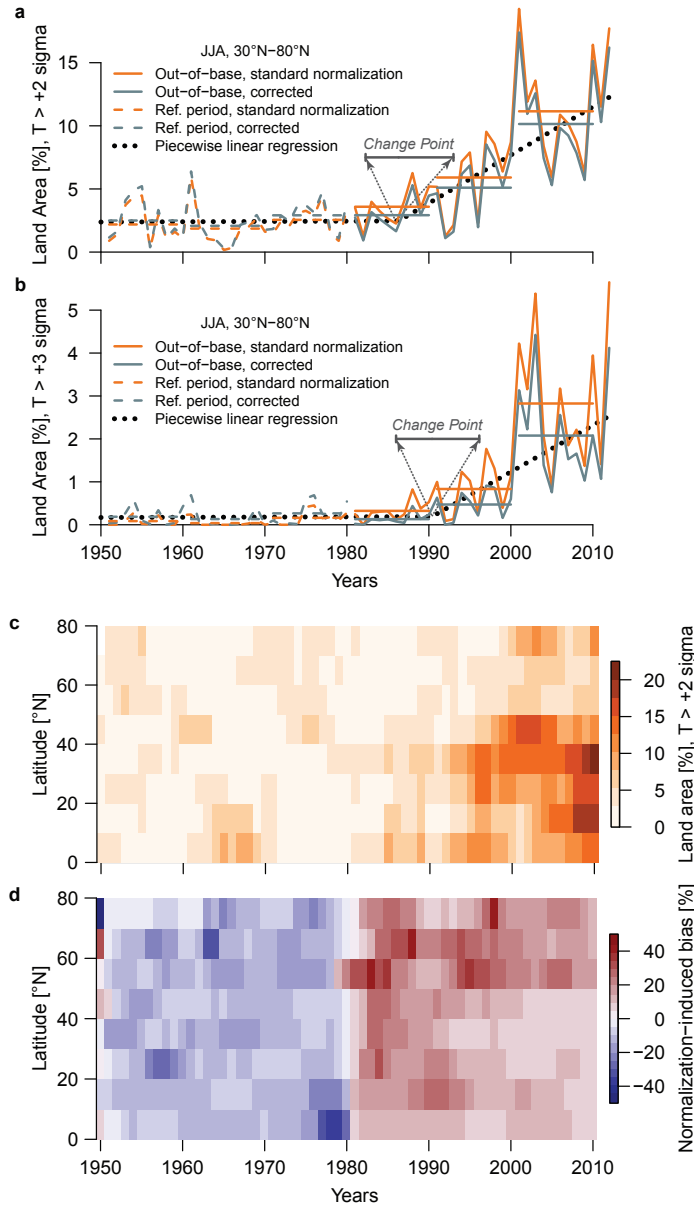 a
Land Area [%], T > +2 sigma
15
10
5
0
JJA, 30°N−80°N
Out-of-base, standard normalization
Out-of-base, corrected
Ref. period, standard normalization
Ref. period, corrected
Piecewise linear regression
Change Point
b
Land Area [%], T > +3 sigma
5
4
3
2
1
0
JJA, 30°N−80°N
Out-of-base, standard normalization
Out-of-base, corrected
Ref. period, standard normalization
Ref. period, corrected
Piecewise linear regression
Change Point
1950 1960 1970 1980 1990 2000 2010
Years
c
Latitude [°N]
80
60
40
20
0
20
15
10
5
0
Land area [%], T > +2 sigma
d
Latitude [°N]
80
60
40
20
0
40
20
0
−20
−40
Normalization-induced bias [%]
1950 1960 1970 1980 1990 2000 2010
Years